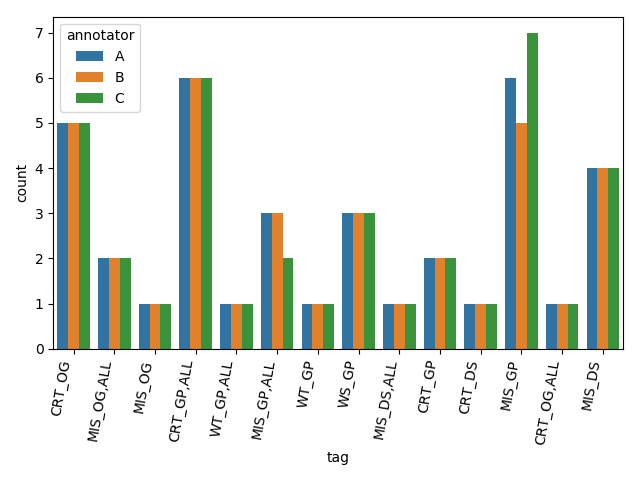 annotator
A
B
C
count
7
6
5
4
3
2
1
0
CRT_OG
MIS_OG,ALL
MIS_OG
CRT_GP,ALL
WT_GP,ALL
MIS_GP,ALL
WT_GP
WS_GP
MIS_DS,ALL
CRT_GP
CRT_DS
MIS_GP
CRT_OG,ALL
MIS_DS
tag